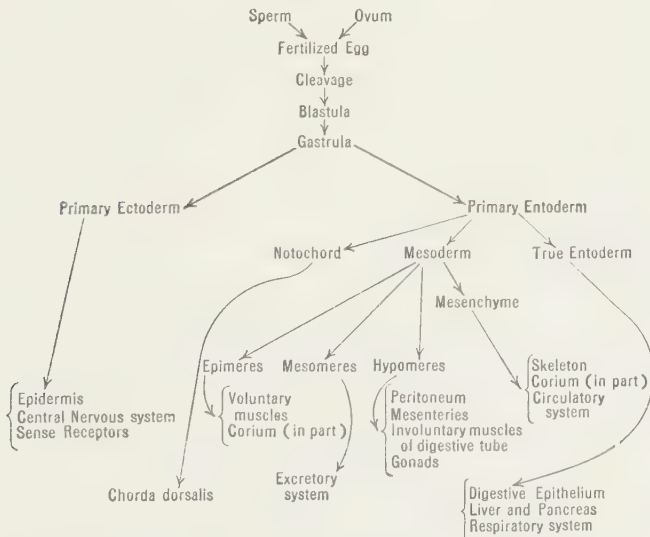 Sperm Ovum
Fertilized Egg
Cleavage
Blastula
Gastrula
Primary Ectoderm Primary Entoderm
Notochord Mesoderm True Entoderm
Mesenchyme
Epimeres Mesomeres Hypomeres
Skeleton
Corium (in part)
Circulatory
system
Epidermis
Central Nervous system
Sense Receptors
Voluntary
muscles
Corium (in part)
Peritoneum
Mesenteries
Involuntary muscles
of digestive tube
Gonads
Chorda dorsalis
Excretory
system
Digestive Epithelium
Liver and Pancreas
Respiratory system